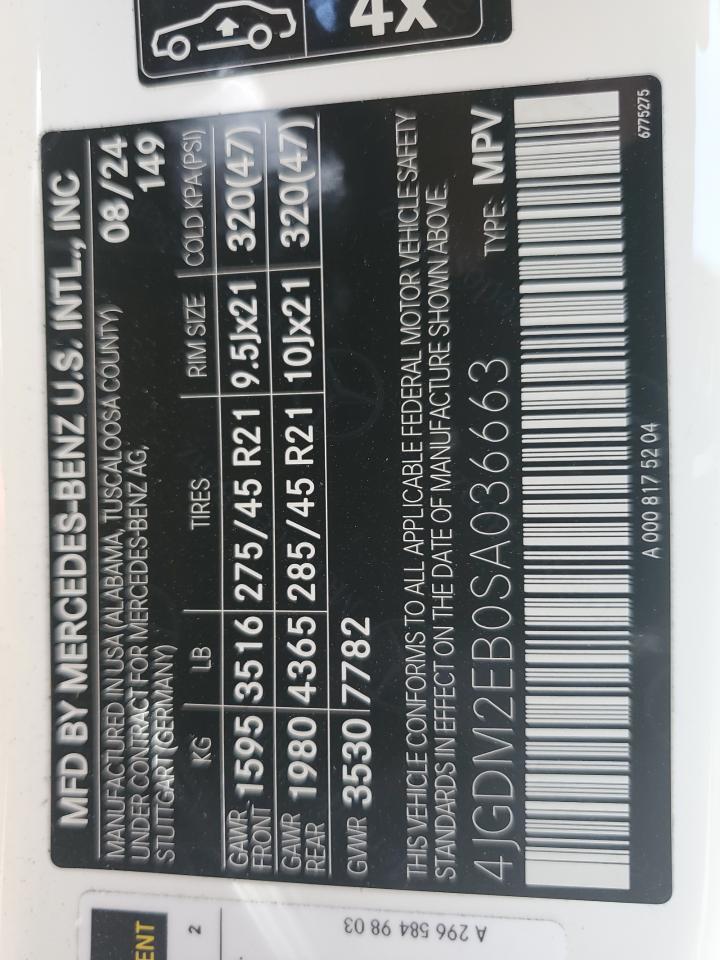 4x
MFD BY MERCEDES-BENZ U.S. INTL., INC
MANUFACTURED IN USA (ALABAMA, TUSCALOOSA COUNTY) 08/24
UNDER CONTRACT FOR MERCEDES-BENZ AG, 149
STUTTGART (GERMANY)
KG LB TIRES RIM SIZE COLD KPA (PSI)
GAWR FRONT 1595 3516 275/45 R21 9.5Jx21 320(47)
GAWR REAR 1980 4365 285/45 R21 10Jx21 320(47)
GVWR 3530 7782
THIS VEHICLE CONFORMS TO ALL APPLICABLE FEDERAL MOTOR VEHICLE SAFETY
STANDARDS IN EFFECT ON THE DATE OF MANUFACTURE SHOWN ABOVE.
4JGDM2EB0SA036663 TYPE: MPV
A 000 817 52 04
6775275
ENT
2
A 296 584 98 03